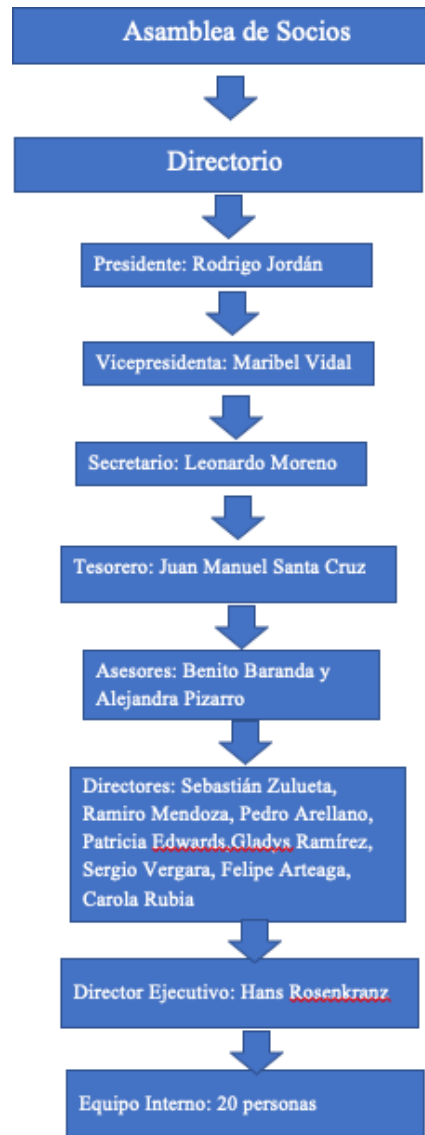 Asamblea de Socios
Directorio
Presidente: Rodrigo Jordán
Vicepresidenta: Maribel Vidal
Secretario: Leonardo Moreno
Tesorero: Juan Manuel Santa Cruz
Asesores: Benito Baranda y
Alejandra Pizarro
Directores: Sebastián Zulueta,
Ramiro Mendoza, Pedro Arellano,
Patricia Edwards,Gladys Ramírez,
Sergio Vergara, Felipe Arteaga,
Carola Rubia
Director Ejecutivo: Hans Rosenkranz
Equipo Interno: 20 personas